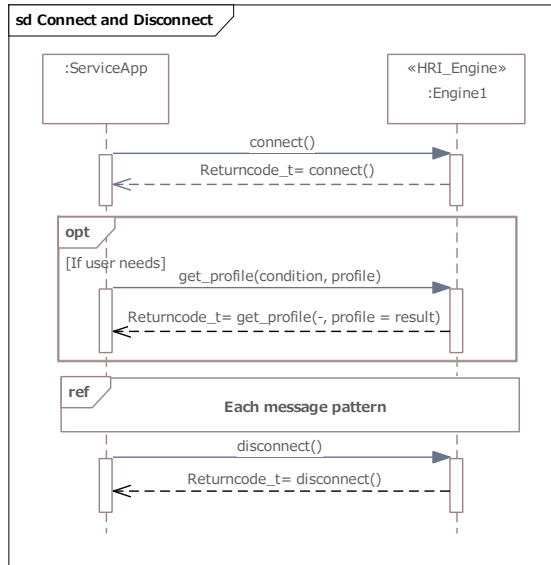 sd Connect and Disconnect
:ServiceApp
«HRI_Engine»
:Engine1
connect()
Returncode_t= connect()
opt
[If user needs]
get_profile(condition, profile)
Returncode_t= get_profile(-, profile = result)
ref
Each message pattern
disconnect()
Returncode_t= disconnect()